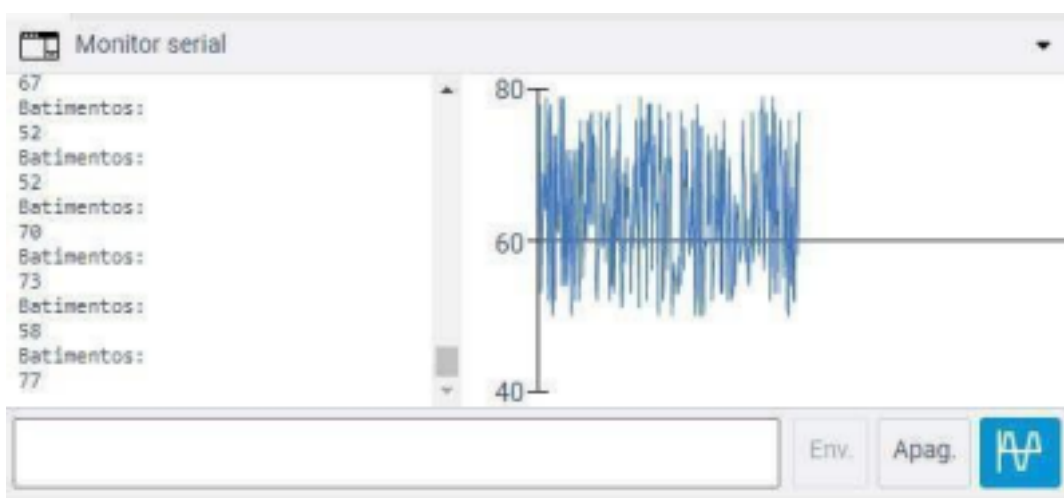 Monitor serial
67
Batimentos:
52
Batimentos:
52
Batimentos:
70
Batimentos:
73
Batimentos:
58
Batimentos:
77
80
60
40
Env.
Apag.